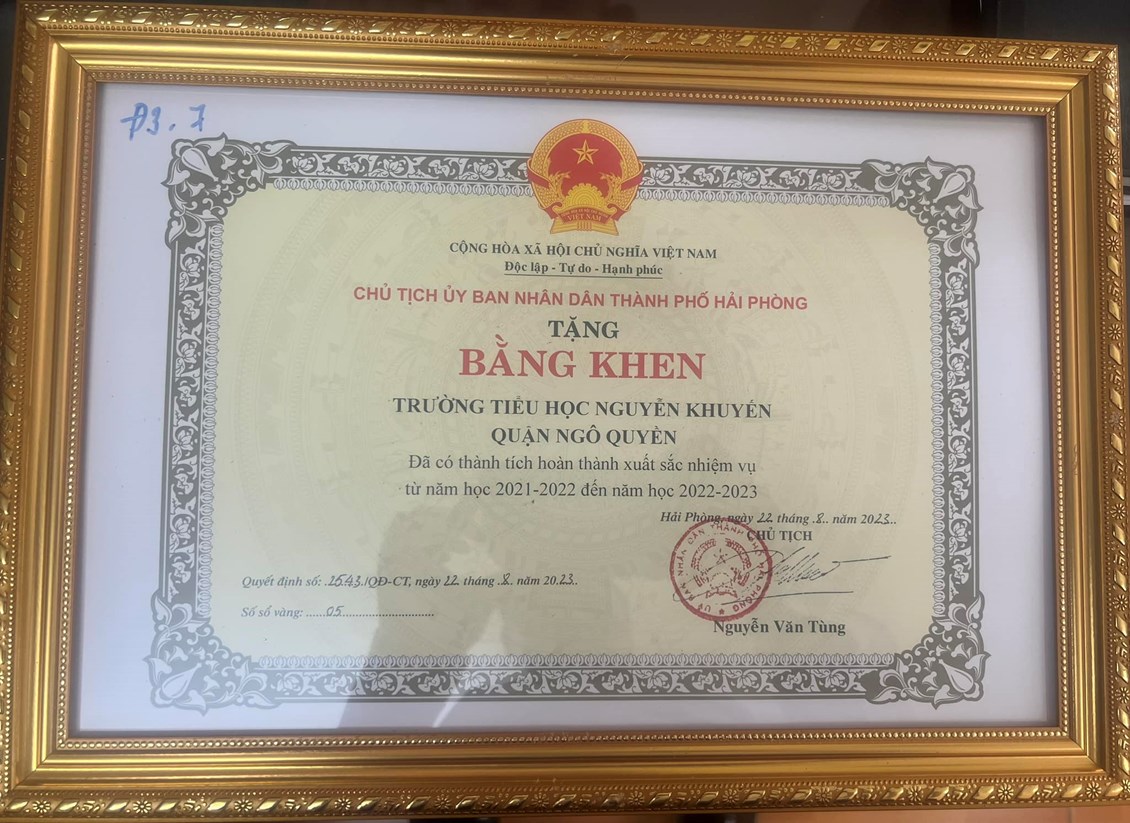 Đ3.7
VIỆT NAM
CỘNG HÒA XÃ HỘI CHỦ NGHĨA VIỆT NAM
Độc lập - Tự do - Hạnh phúc
CHỦ TỊCH ỦY BAN NHÂN DÂN THÀNH PHỐ HẢI PHÒNG
TẶNG
BẰNG KHEN
TRƯỜNG TIỂU HỌC NGUYỄN KHUYẾN
QUẬN NGÔ QUYỀN
Đã có thành tích hoàn thành xuất sắc nhiệm vụ
từ năm học 2021-2022 đến năm học 2022-2023
Hải Phòng, ngày 22 tháng .8.. năm 2023..
CHỦ TỊCH
Quyết định số: .2543./QĐ-CT, ngày 22 tháng .8. năm 20.23..
Số sổ vàng: ......05............................
Nguyễn Văn Tùng